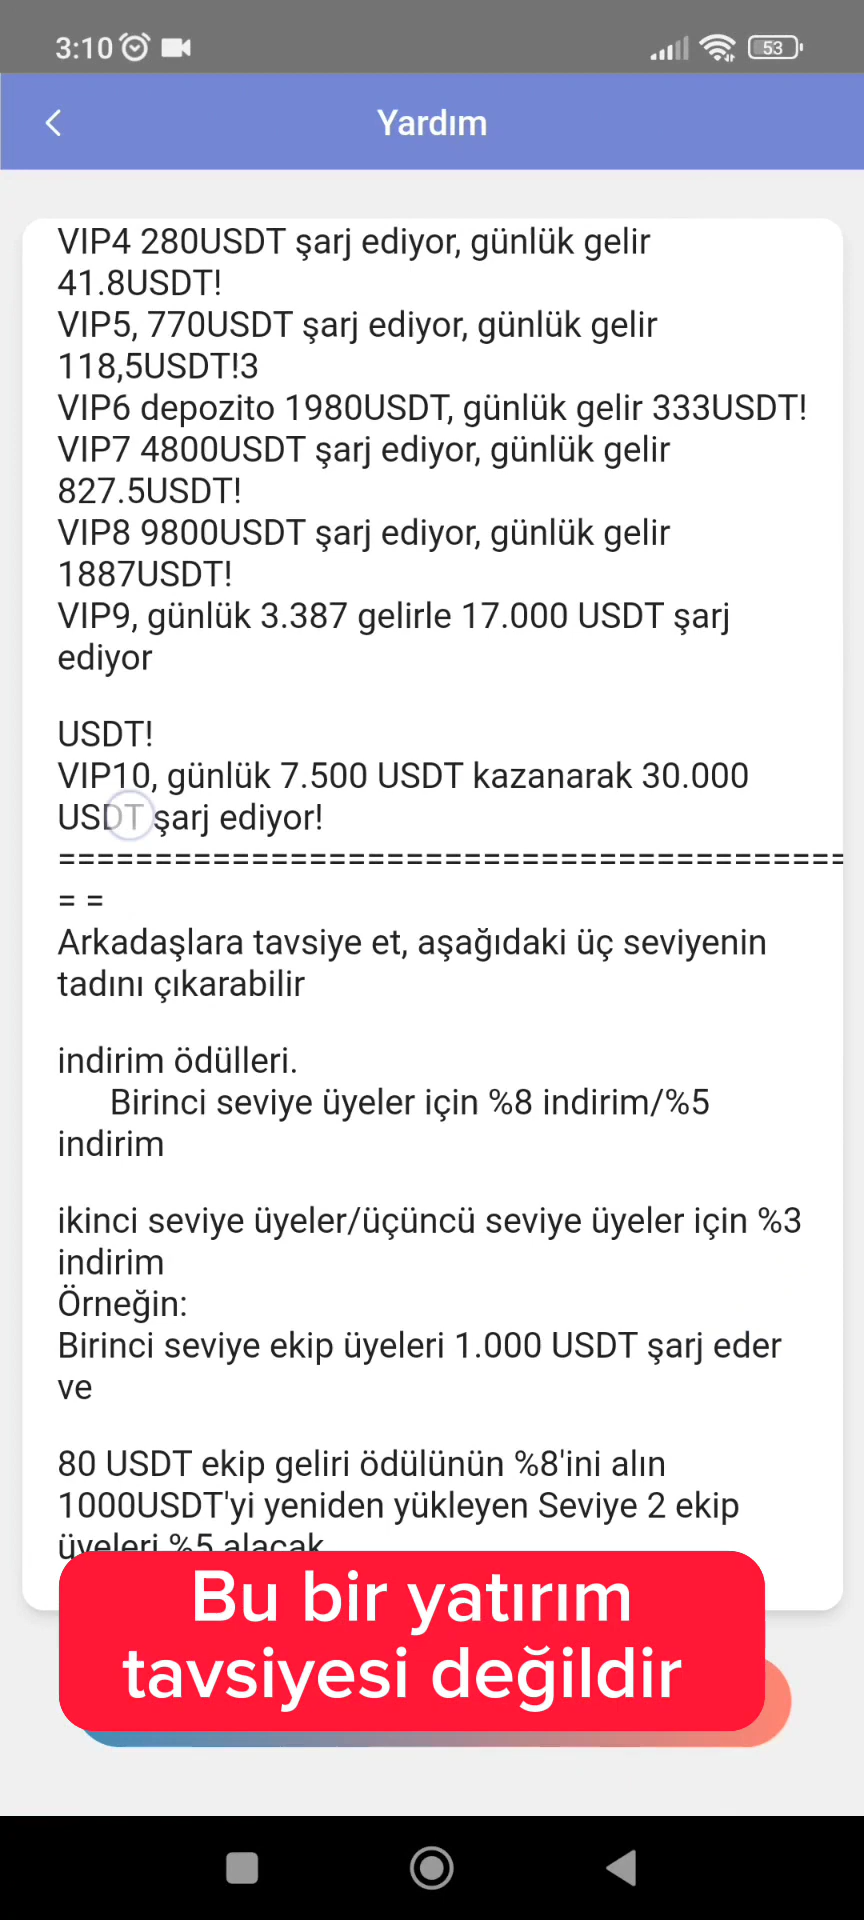 3:10
53
Yardım
VIP4 280USDT şarj ediyor, günlük gelir
41.8USDT!
VIP5, 770USDT şarj ediyor, günlük gelir
118,5USDT!3
VIP6 depozito 1980USDT, günlük gelir 333USDT!
VIP7 4800USDT şarj ediyor, günlük gelir
827.5USDT!
VIP8 9800USDT şarj ediyor, günlük gelir
1887USDT!
VIP9, günlük 3.387 gelirle 17.000 USDT şarj
ediyor
USDT!
VIP10, günlük 7.500 USDT kazanarak 30.000
USDT şarj ediyor!
=========================================
= =
Arkadaşlara tavsiye et, aşağıdaki üç seviyenin
tadını çıkarabilir
indirim ödülleri.
Birinci seviye üyeler için %8 indirim/%5
indirim
ikinci seviye üyeler/üçüncü seviye üyeler için %3
indirim
Örneğin:
Birinci seviye ekip üyeleri 1.000 USDT şarj eder
ve
80 USDT ekip geliri ödülünün %8'ini alın
1000USDT'yi yeniden yükleyen Seviye 2 ekip
üyeleri %5 alacak
Bu bir yatırım
tavsiyesi değildir